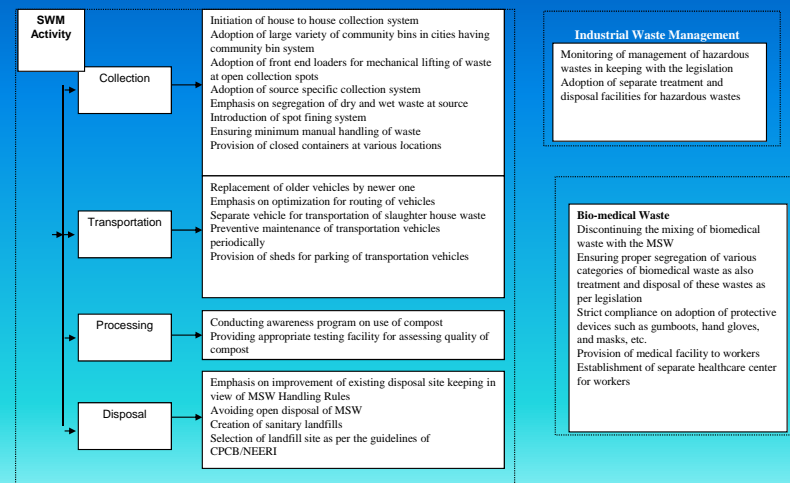 SWM
Activity
Collection
Initiation of house to house collection system
Adoption of large variety of community bins in cities having
community bin system
Adoption of front end loaders for mechanical lifting of waste
at open collection spots
Adoption of source specific collection system
Emphasis on segregation of dry and wet waste at source
Introduction of spot fining system
Ensuring minimum manual handling of waste
Provision of closed containers at various locations
Transportation
Replacement of older vehicles by newer one
Emphasis on optimization for routing of vehicles
Separate vehicle for transportation of slaughter house waste
Preventive maintenance of transportation vehicles
periodically
Provision of sheds for parking of transportation vehicles
Processing
Conducting awareness program on use of compost
Providing appropriate testing facility for assessing quality of
compost
Disposal
Emphasis on improvement of existing disposal site keeping in
view of MSW Handling Rules
Avoiding open disposal of MSW
Creation of sanitary landfills
Selection of landfill site as per the guidelines of
CPCB/NEERI
Industrial Waste Management
Monitoring of management of hazardous
wastes in keeping with the legislation
Adoption of separate treatment and
disposal facilities for hazardous wastes
Bio-medical Waste
Discontinuing the mixing of biomedical
waste with the MSW
Ensuring proper segregation of various
categories of biomedical waste as also
treatment and disposal of these wastes as
per legislation
Strict compliance on adoption of protective
devices such as gumboots, hand gloves,
and masks, etc.
Provision of medical facility to workers
Establishment of separate healthcare center
for workers